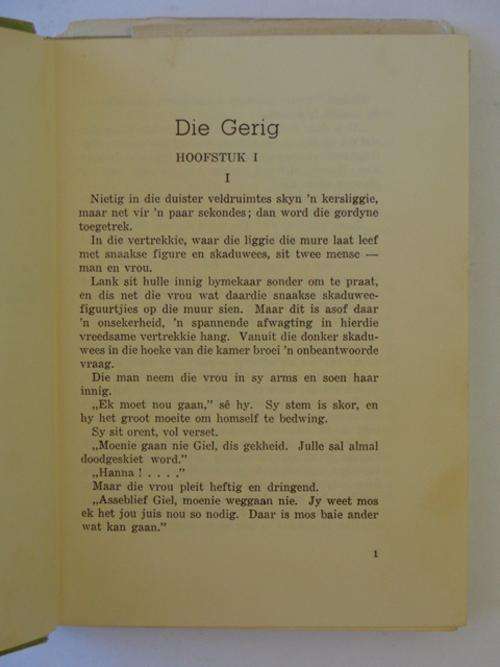 Die Gerig
HOOFSTUK I
I
Nietig in die duister veldruimtes skyn 'n kersliggie,
maar net vir 'n paar sekondes; dan word die gordyne
toegetrek.
In die vertrekkie, waar die liggie die mure laat leef
met snaakse figure en skaduwees, sit twee mense —
man en vrou.
Lank sit hulle innig bymekaar sonder om te praat,
en dis net die vrou wat daardie snaakse skaduwee-
figuurtjies op die muur sien. Maar dit is asof daar
'n onsekerheid, 'n spannende afwagting in hierdie
vreedsame vertrekkie hang. Vanuit die donker skadu-
wees in die hoeke van die kamer broei 'n onbeantwoorde
vraag.
Die man neem die vrou in sy arms en soen haar
innig.
„Ek moet nou gaan,” sê hy. Sy stem is skor, en
hy het groot moeite om homself te bedwing.
Sy sit orent, vol verset.
„Moenie gaan nie Giel, dis gekheid. Julle sal almal
doodgeskiet word.”
„Hanna ! . . . .”
Maar die vrou pleit heftig en dringend.
„Asseblief Giel, moenie weggaan nie. Jy weet mos
ek het jou juis nou so nodig. Daar is mos baie ander
wat kan gaan.”
1